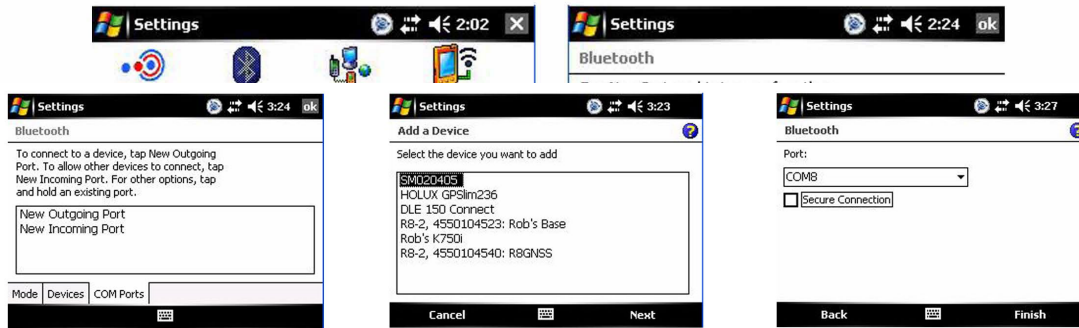 Settings 2:02
Settings 2:24 ok
Bluetooth
Settings 3:24 ok
Bluetooth
To connect to a device, tap New Outgoing
Port. To allow other devices to connect, tap
New Incoming Port. For other options, tap
and hold an existing port.
New Outgoing Port
New Incoming Port
Mode Devices COM Ports
Settings 3:23
Add a Device ?
Select the device you want to add
SM020405
HOLUX GPSlim236
DLE 150 Connect
R8-2, 4550104523: Rob's Base
Rob's K750i
R8-2, 4550104540: R8GNSS
Cancel Next
Settings 3:27
Bluetooth ?
Port:
COM8
Secure Connection
Back Finish